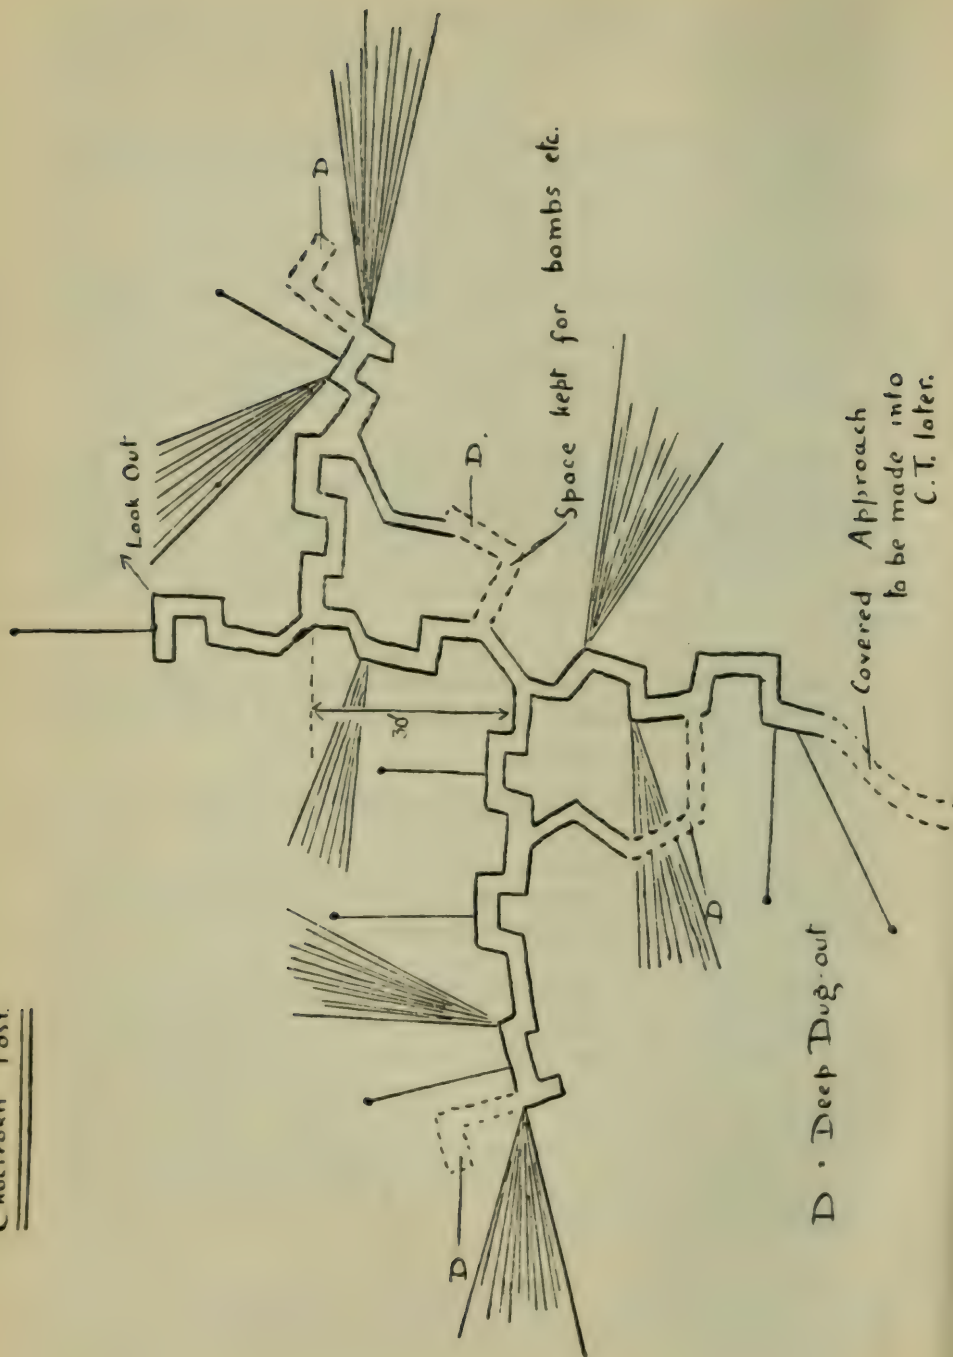 Look Out
D
D.
Space kept for bombs etc.
30'
D
D
Covered Approach
to be made into
C.T. later.
D . Deep Dug-out